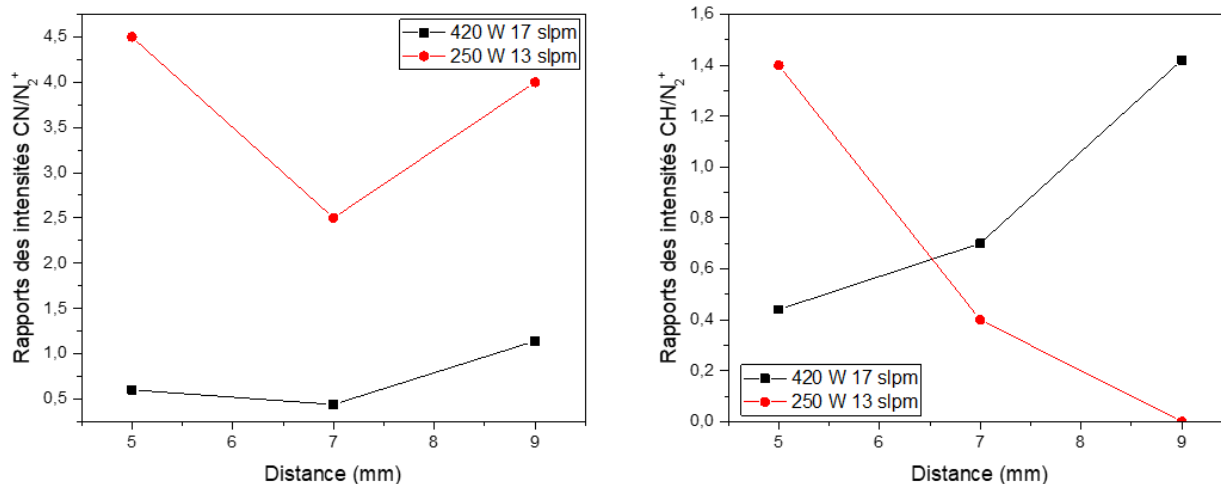 Rapports des intensités CN/N₂⁺
4,5
4,0
3,5
3,0
2,5
2,0
1,5
1,0
0,5
5 6 7 8 9
Distance (mm)
420 W 17 slpm
250 W 13 slpm
Rapports des intensités CH/N₂⁺
1,6
1,4
1,2
1,0
0,8
0,6
0,4
0,2
0,0
5 6 7 8 9
Distance (mm)
420 W 17 slpm
250 W 13 slpm